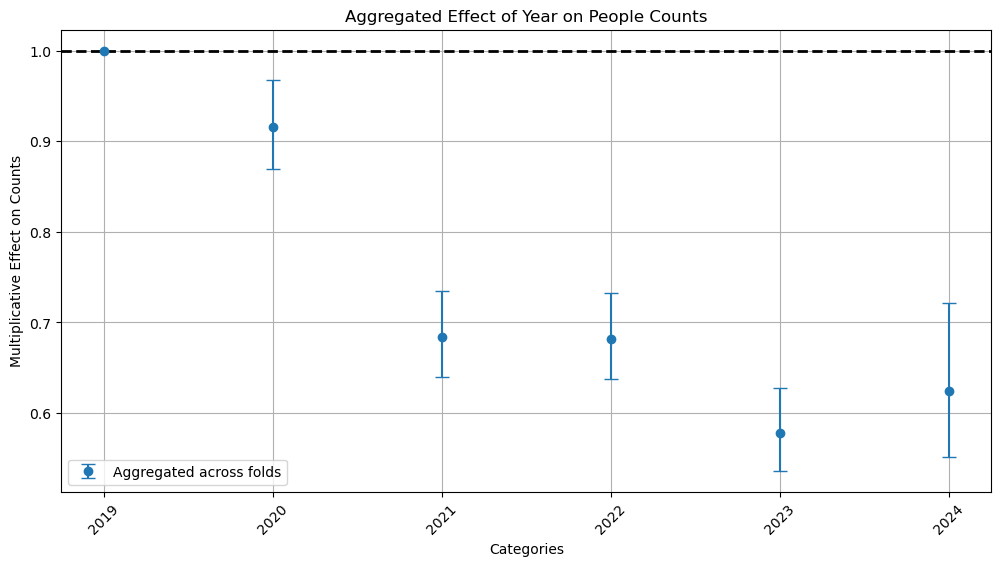 Aggregated Effect of Year on People Counts
Multiplicative Effect on Counts
1.0
0.9
0.8
0.7
0.6
Aggregated across folds
2019
2020
2021
2022
2023
2024
Categories